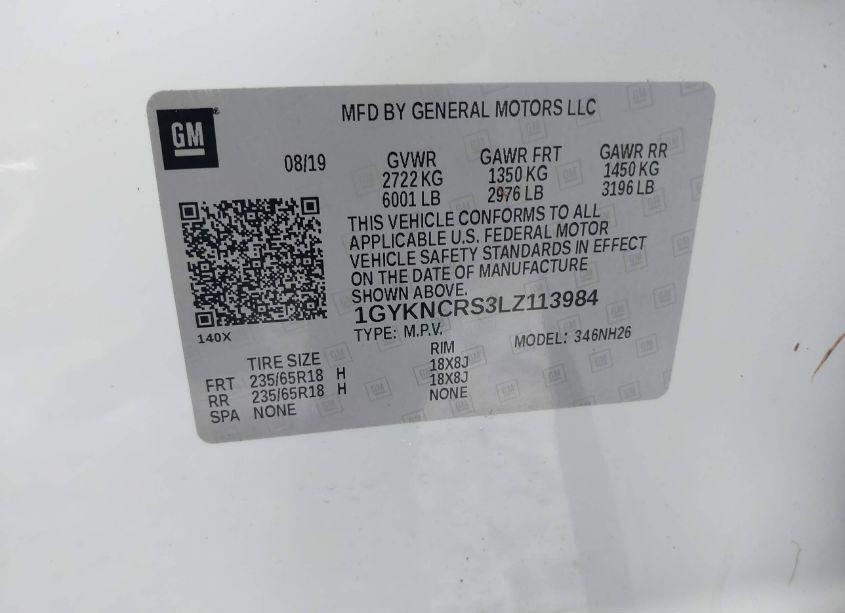 GM
MFD BY GENERAL MOTORS LLC
08/19
GVWR GAWR FRT GAWR RR
2722 KG 1350 KG 1450 KG
6001 LB 2976 LB 3196 LB
THIS VEHICLE CONFORMS TO ALL
APPLICABLE U.S. FEDERAL MOTOR
VEHICLE SAFETY STANDARDS IN EFFECT
ON THE DATE OF MANUFACTURE
SHOWN ABOVE.
1GYKNCRS3LZ113984
140X
TYPE: M.P.V. MODEL: 346NH26
TIRE SIZE RIM
FRT 235/65R18 H 18X8J
RR 235/65R18 H 18X8J
SPA NONE NONE